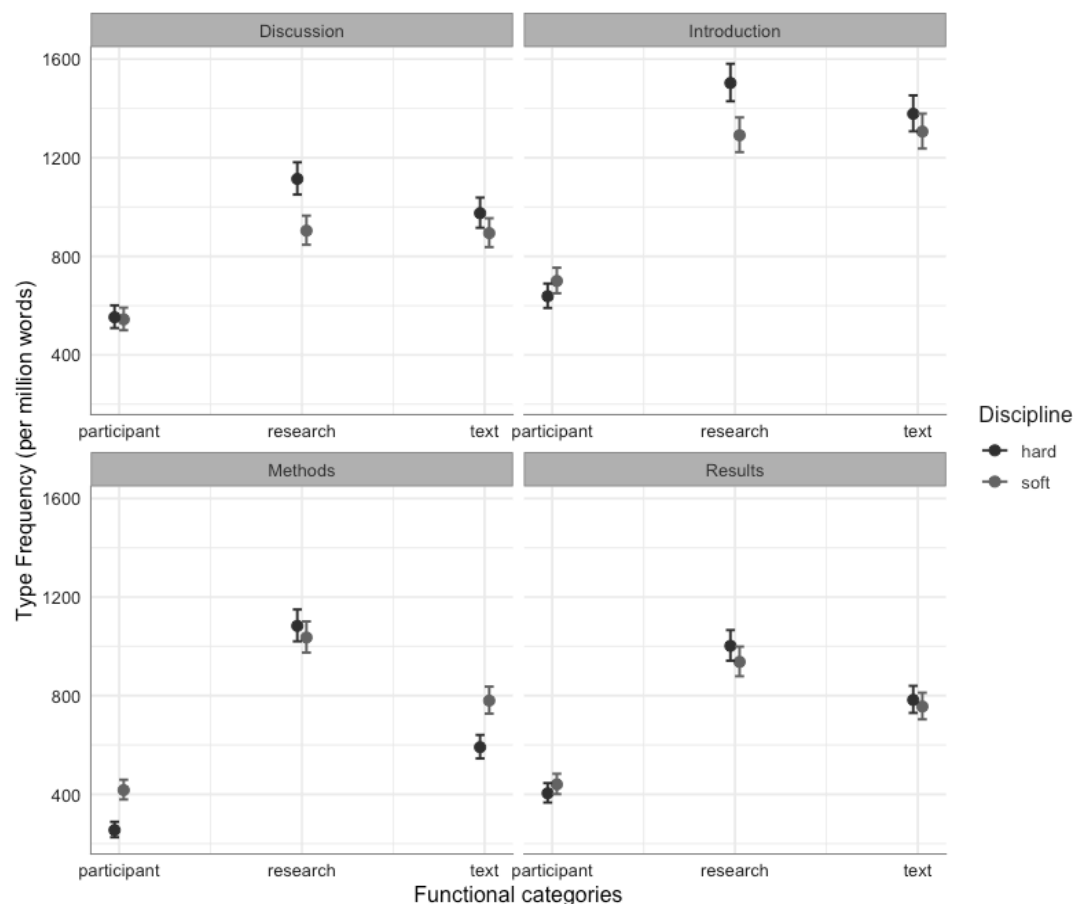 Discussion
Introduction
1600
1200
800
400
participant
research
text
participant
research
text
Methods
Results
1600
1200
800
400
participant
research
text
participant
research
text
Type Frequency (per million words)
Functional categories
Discipline
hard
soft